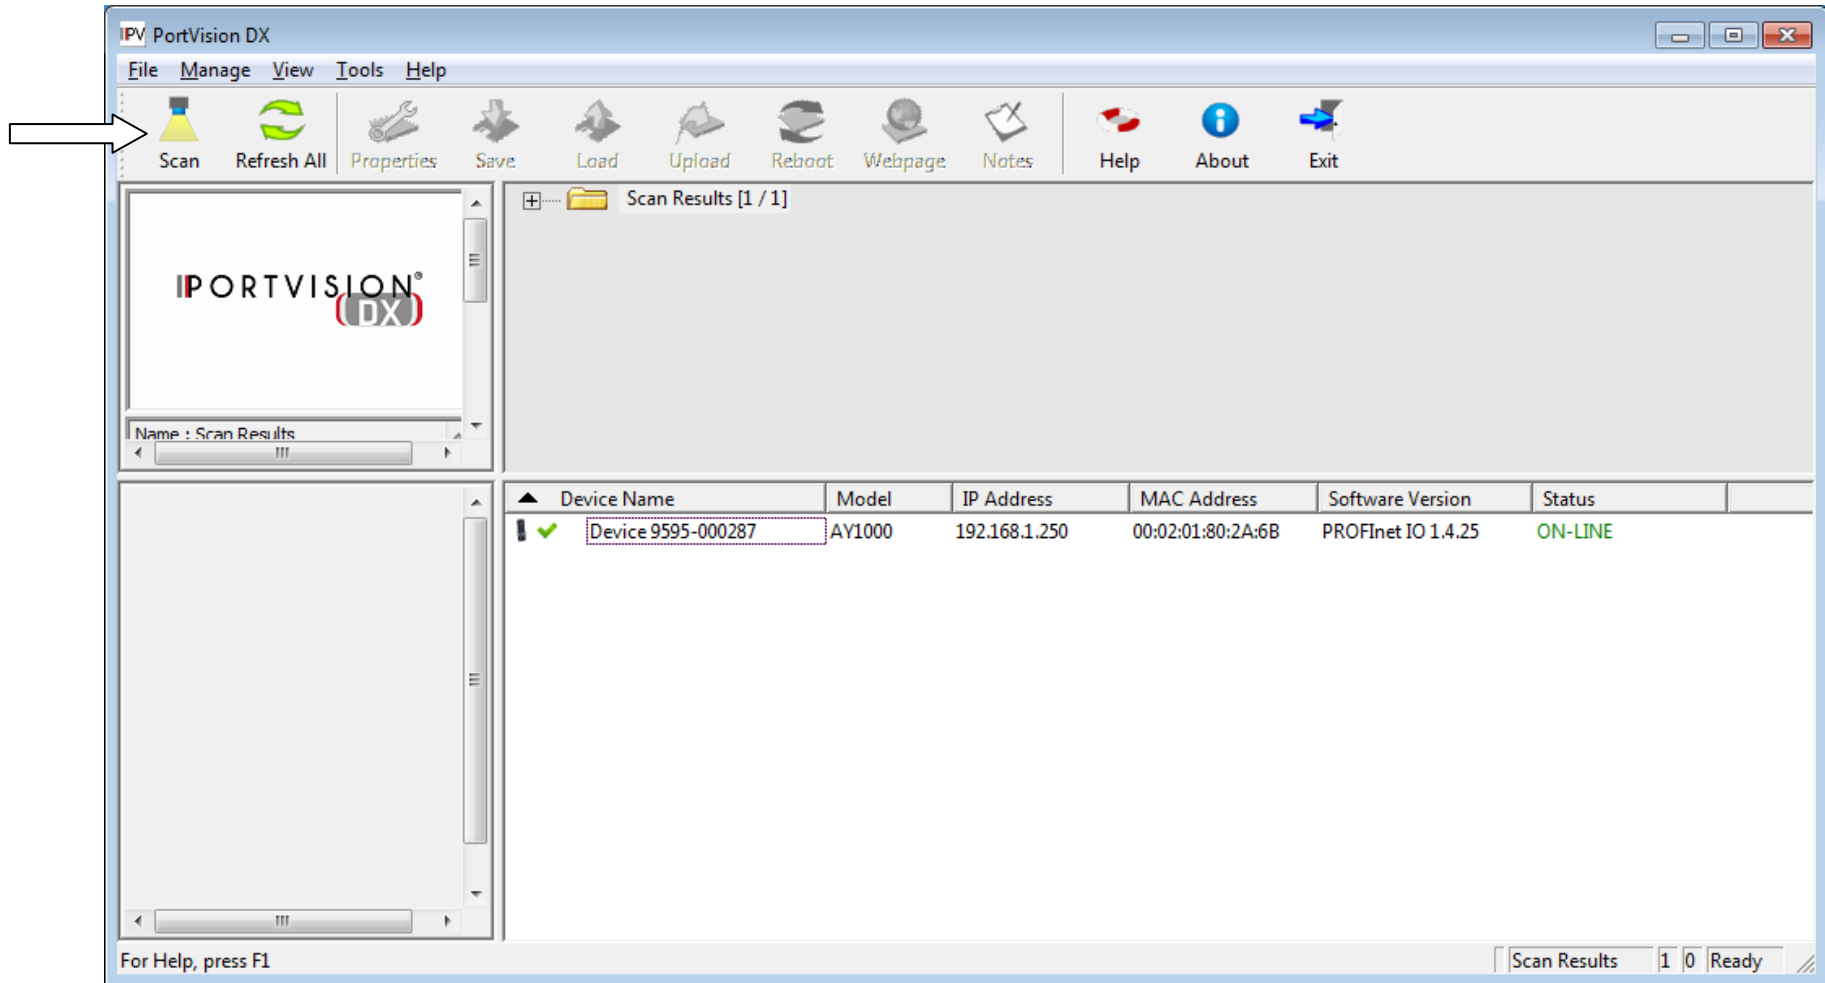 IPV PortVision DX
File Manage View Tools Help
Scan Refresh All Properties Save Load Upload Reboot Webpage Notes Help About Exit
PORTVISION®
DX
Name : Scan Results
Scan Results [1 / 1]
Device Name Model IP Address MAC Address Software Version Status
Device 9595-000287 AY1000 192.168.1.250 00:02:01:80:2A:6B PROFInet IO 1.4.25 ON-LINE
For Help, press F1 Scan Results 1 0 Ready